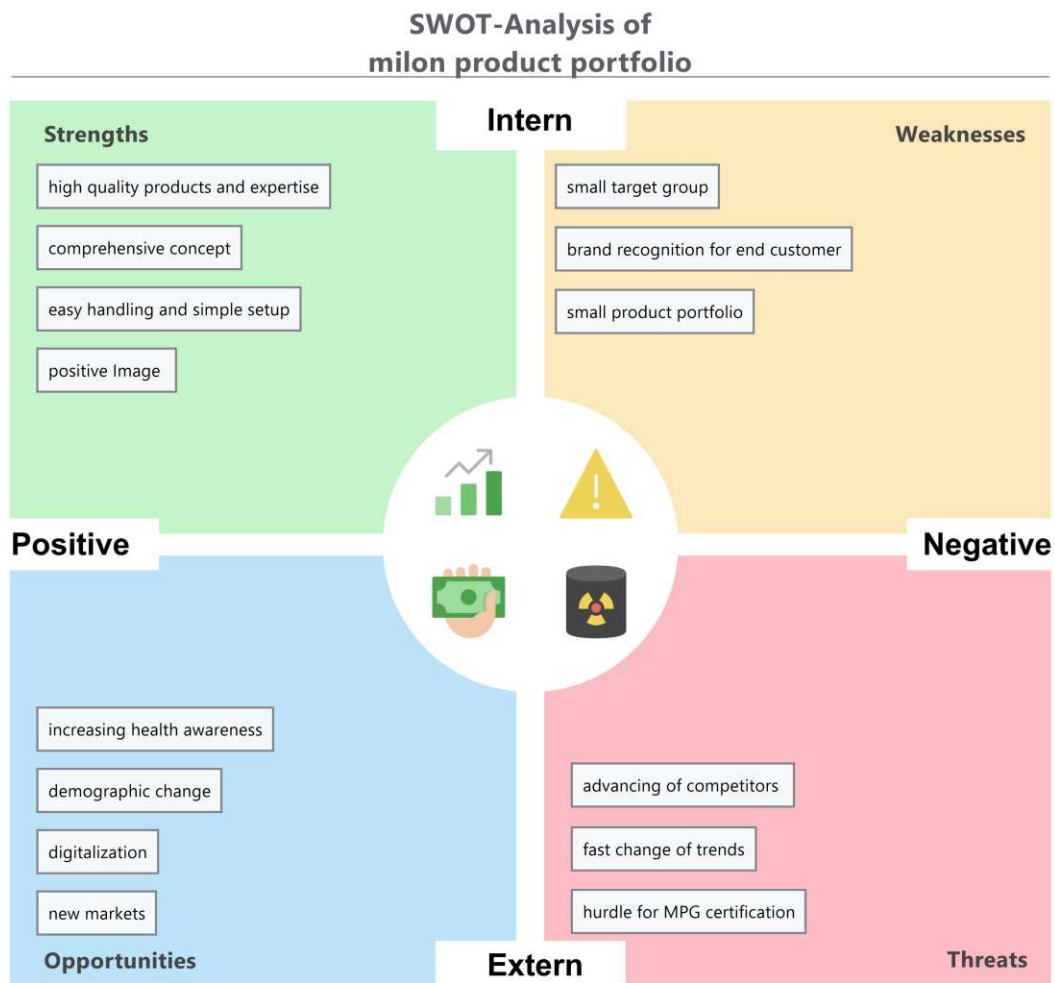 SWOT-Analysis of
milon product portfolio
Intern
Strengths
high quality products and expertise
comprehensive concept
easy handling and simple setup
positive Image
Weaknesses
small target group
brand recognition for end customer
small product portfolio
Positive
Negative
increasing health awareness
demographic change
digitalization
new markets
Opportunities
advancing of competitors
fast change of trends
hurdle for MPG certification
Threats
Extern